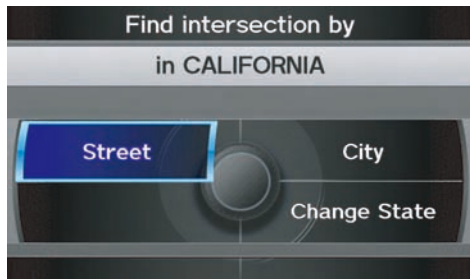 Find intersection by
in CALIFORNIA
Street
City
Change State